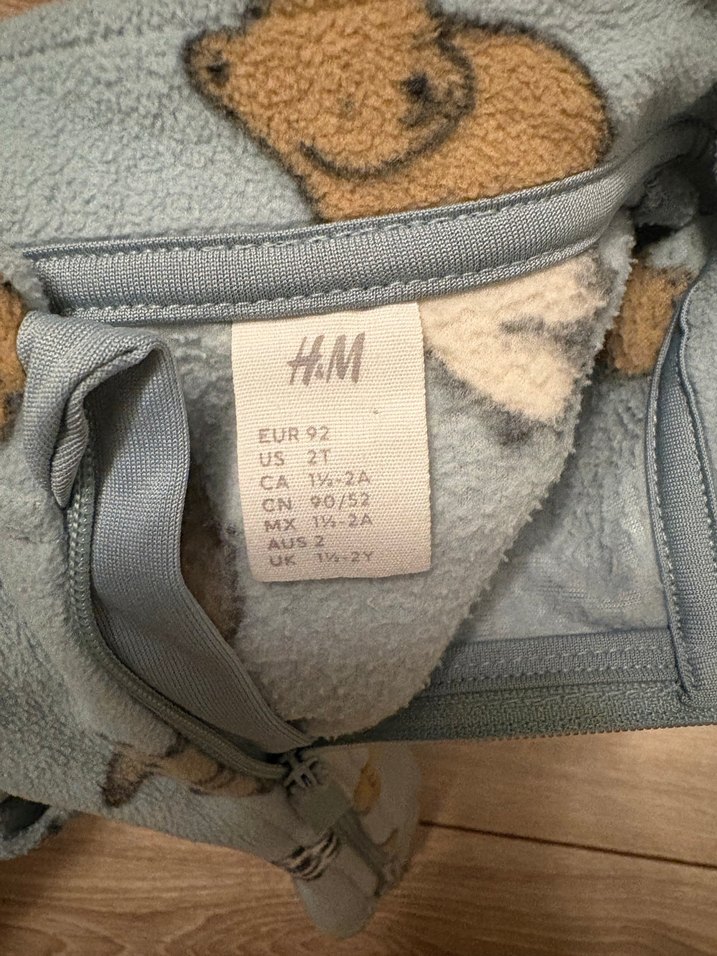 H&M
EUR 92
US 2T
CA 1½-2A
CN 90/52
MX 1½-2A
AUS 2
UK 1½-2Y